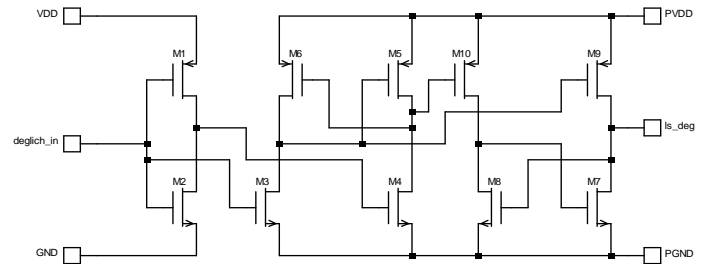 VDD
PVDD
M1
M6
M5
M10
M9
deglich_in
ls_deg
M2
M3
M4
M8
M7
GND
PGND